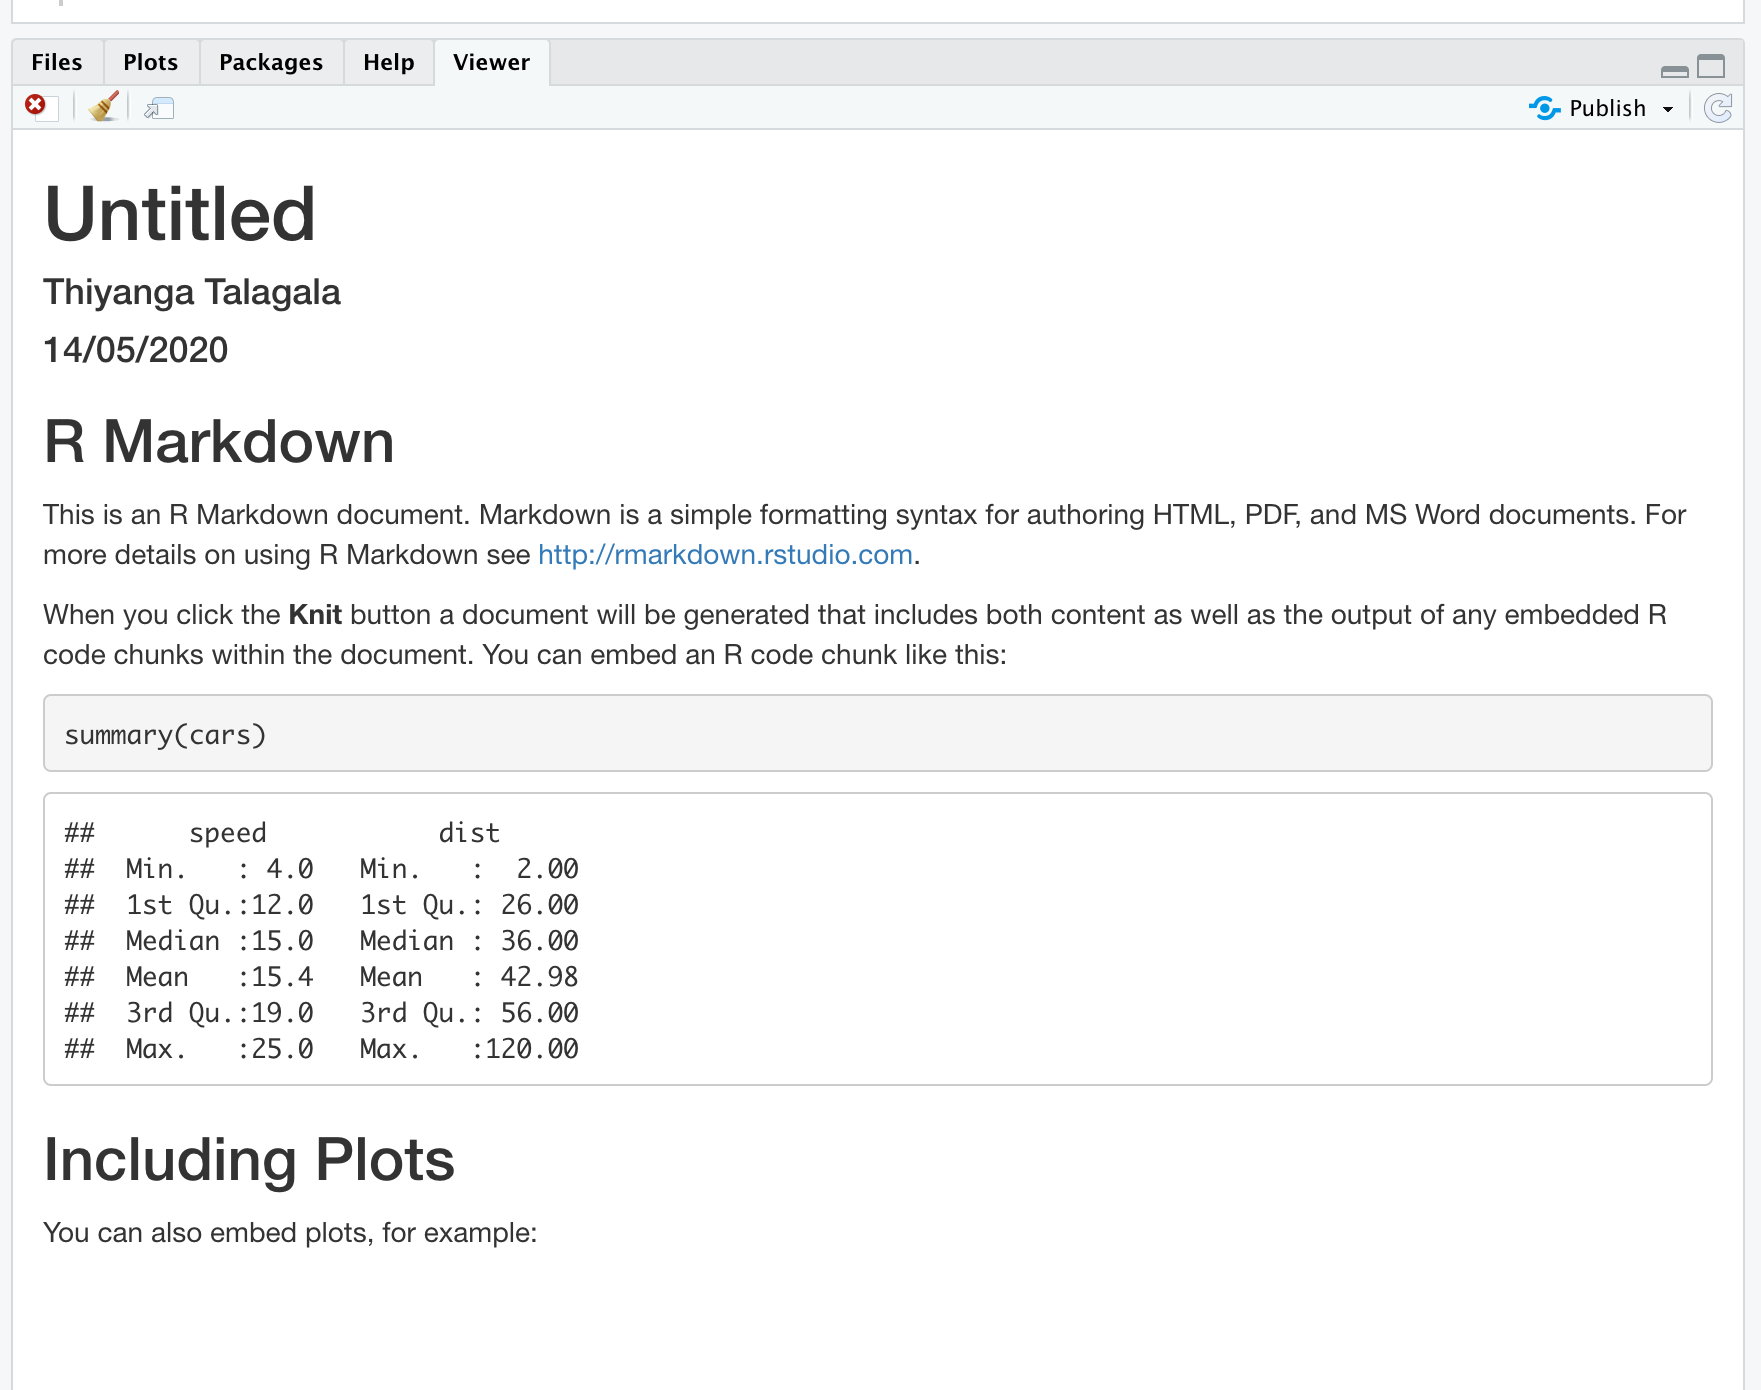 Files Plots Packages Help Viewer
Publish
Untitled
Thiyanga Talagala
14/05/2020
R Markdown
This is an R Markdown document. Markdown is a simple formatting syntax for authoring HTML, PDF, and MS Word documents. For
more details on using R Markdown see http://rmarkdown.rstudio.com.
When you click the Knit button a document will be generated that includes both content as well as the output of any embedded R
code chunks within the document. You can embed an R code chunk like this:
summary(cars)
##      speed           dist
##  Min.   : 4.0   Min.   :  2.00
##  1st Qu.:12.0   1st Qu.: 26.00
##  Median :15.0   Median : 36.00
##  Mean   :15.4   Mean   : 42.98
##  3rd Qu.:19.0   3rd Qu.: 56.00
##  Max.   :25.0   Max.   :120.00
Including Plots
You can also embed plots, for example: